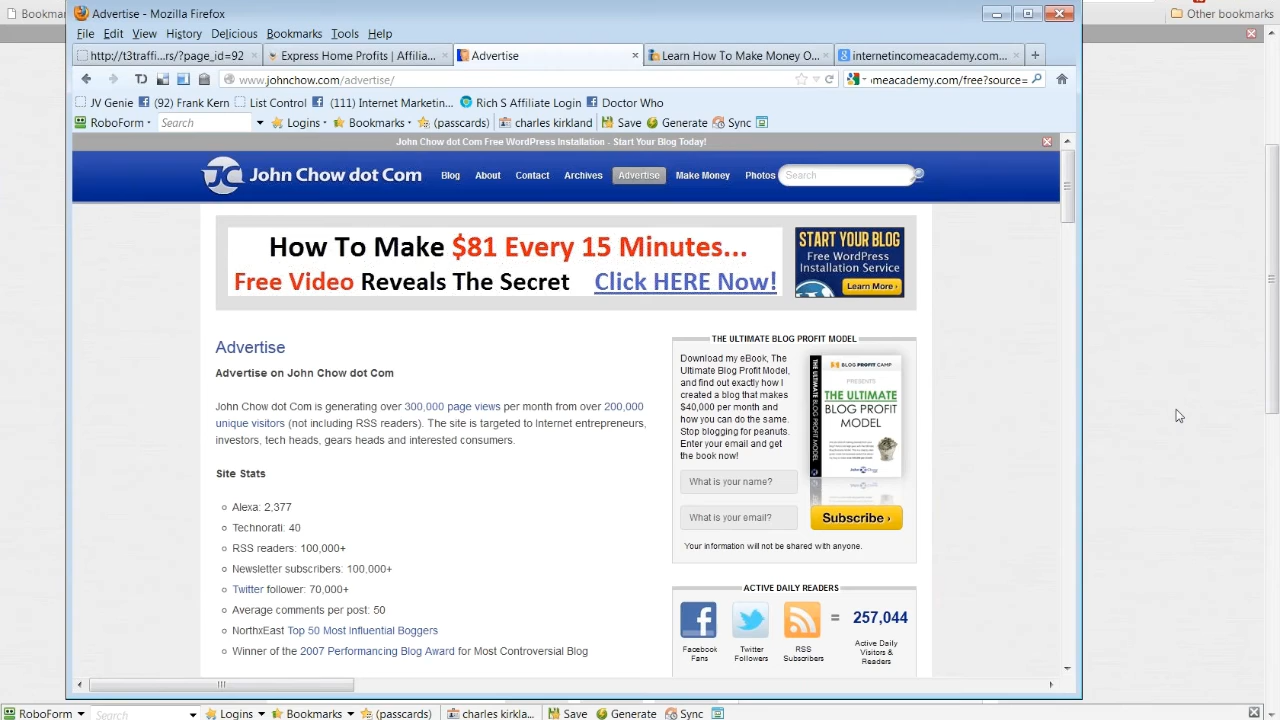 Bookmar
Other bookmarks
Advertise - Mozilla Firefox
File Edit View History Delicious Bookmarks Tools Help
http://t3traffi...rs/?page_id=92
Express Home Profits | Affilia...
Advertise
Learn How To Make Money O...
internetincomeacademy.com...
www.johnchow.com/advertise/
meacademy.com/free?source=
JV Genie (92) Frank Kern List Control (111) Internet Marketin... Rich S Affiliate Login Doctor Who
RoboForm Search Logins Bookmarks (passcards) charles kirkland Save Generate Sync
John Chow dot Com Free WordPress Installation - Start Your Blog Today!
JC John Chow dot Com Blog About Contact Archives Advertise Make Money Photos Search
How To Make $81 Every 15 Minutes...
Free Video Reveals The Secret Click HERE Now!
START YOUR BLOG
Free WordPress
Installation Service
Learn More ›
Advertise
Advertise on John Chow dot Com
John Chow dot Com is generating over 300,000 page views per month from over 200,000
unique visitors (not including RSS readers). The site is targeted to Internet entrepreneurs,
investors, tech heads, gears heads and interested consumers.
Site Stats
Alexa: 2,377
Technorati: 40
RSS readers: 100,000+
Newsletter subscribers: 100,000+
Twitter follower: 70,000+
Average comments per post: 50
NorthxEast Top 50 Most Influential Boggers
Winner of the 2007 Performancing Blog Award for Most Controversial Blog
THE ULTIMATE BLOG PROFIT MODEL
Download my eBook, The
Ultimate Blog Profit Model,
and find out exactly how I
created a blog that makes
$40,000 per month and
how you can do the same.
Stop blogging for peanuts.
Enter your email and get
the book now!
BLOG PROFIT CAMP
PRESENTS
THE ULTIMATE
BLOG PROFIT
MODEL
THE ULTIMATE BLOG PROFIT MODEL
What is your name?
What is your email?
Subscribe ›
Your information will not be shared with anyone.
ACTIVE DAILY READERS
Facebook
Fans
Twitter
Followers
RSS
Subscribers
= 257,044
Active Daily
Visitors &
Readers
RoboForm Search Logins Bookmarks (passcards) charles kirkla... Save Generate Sync